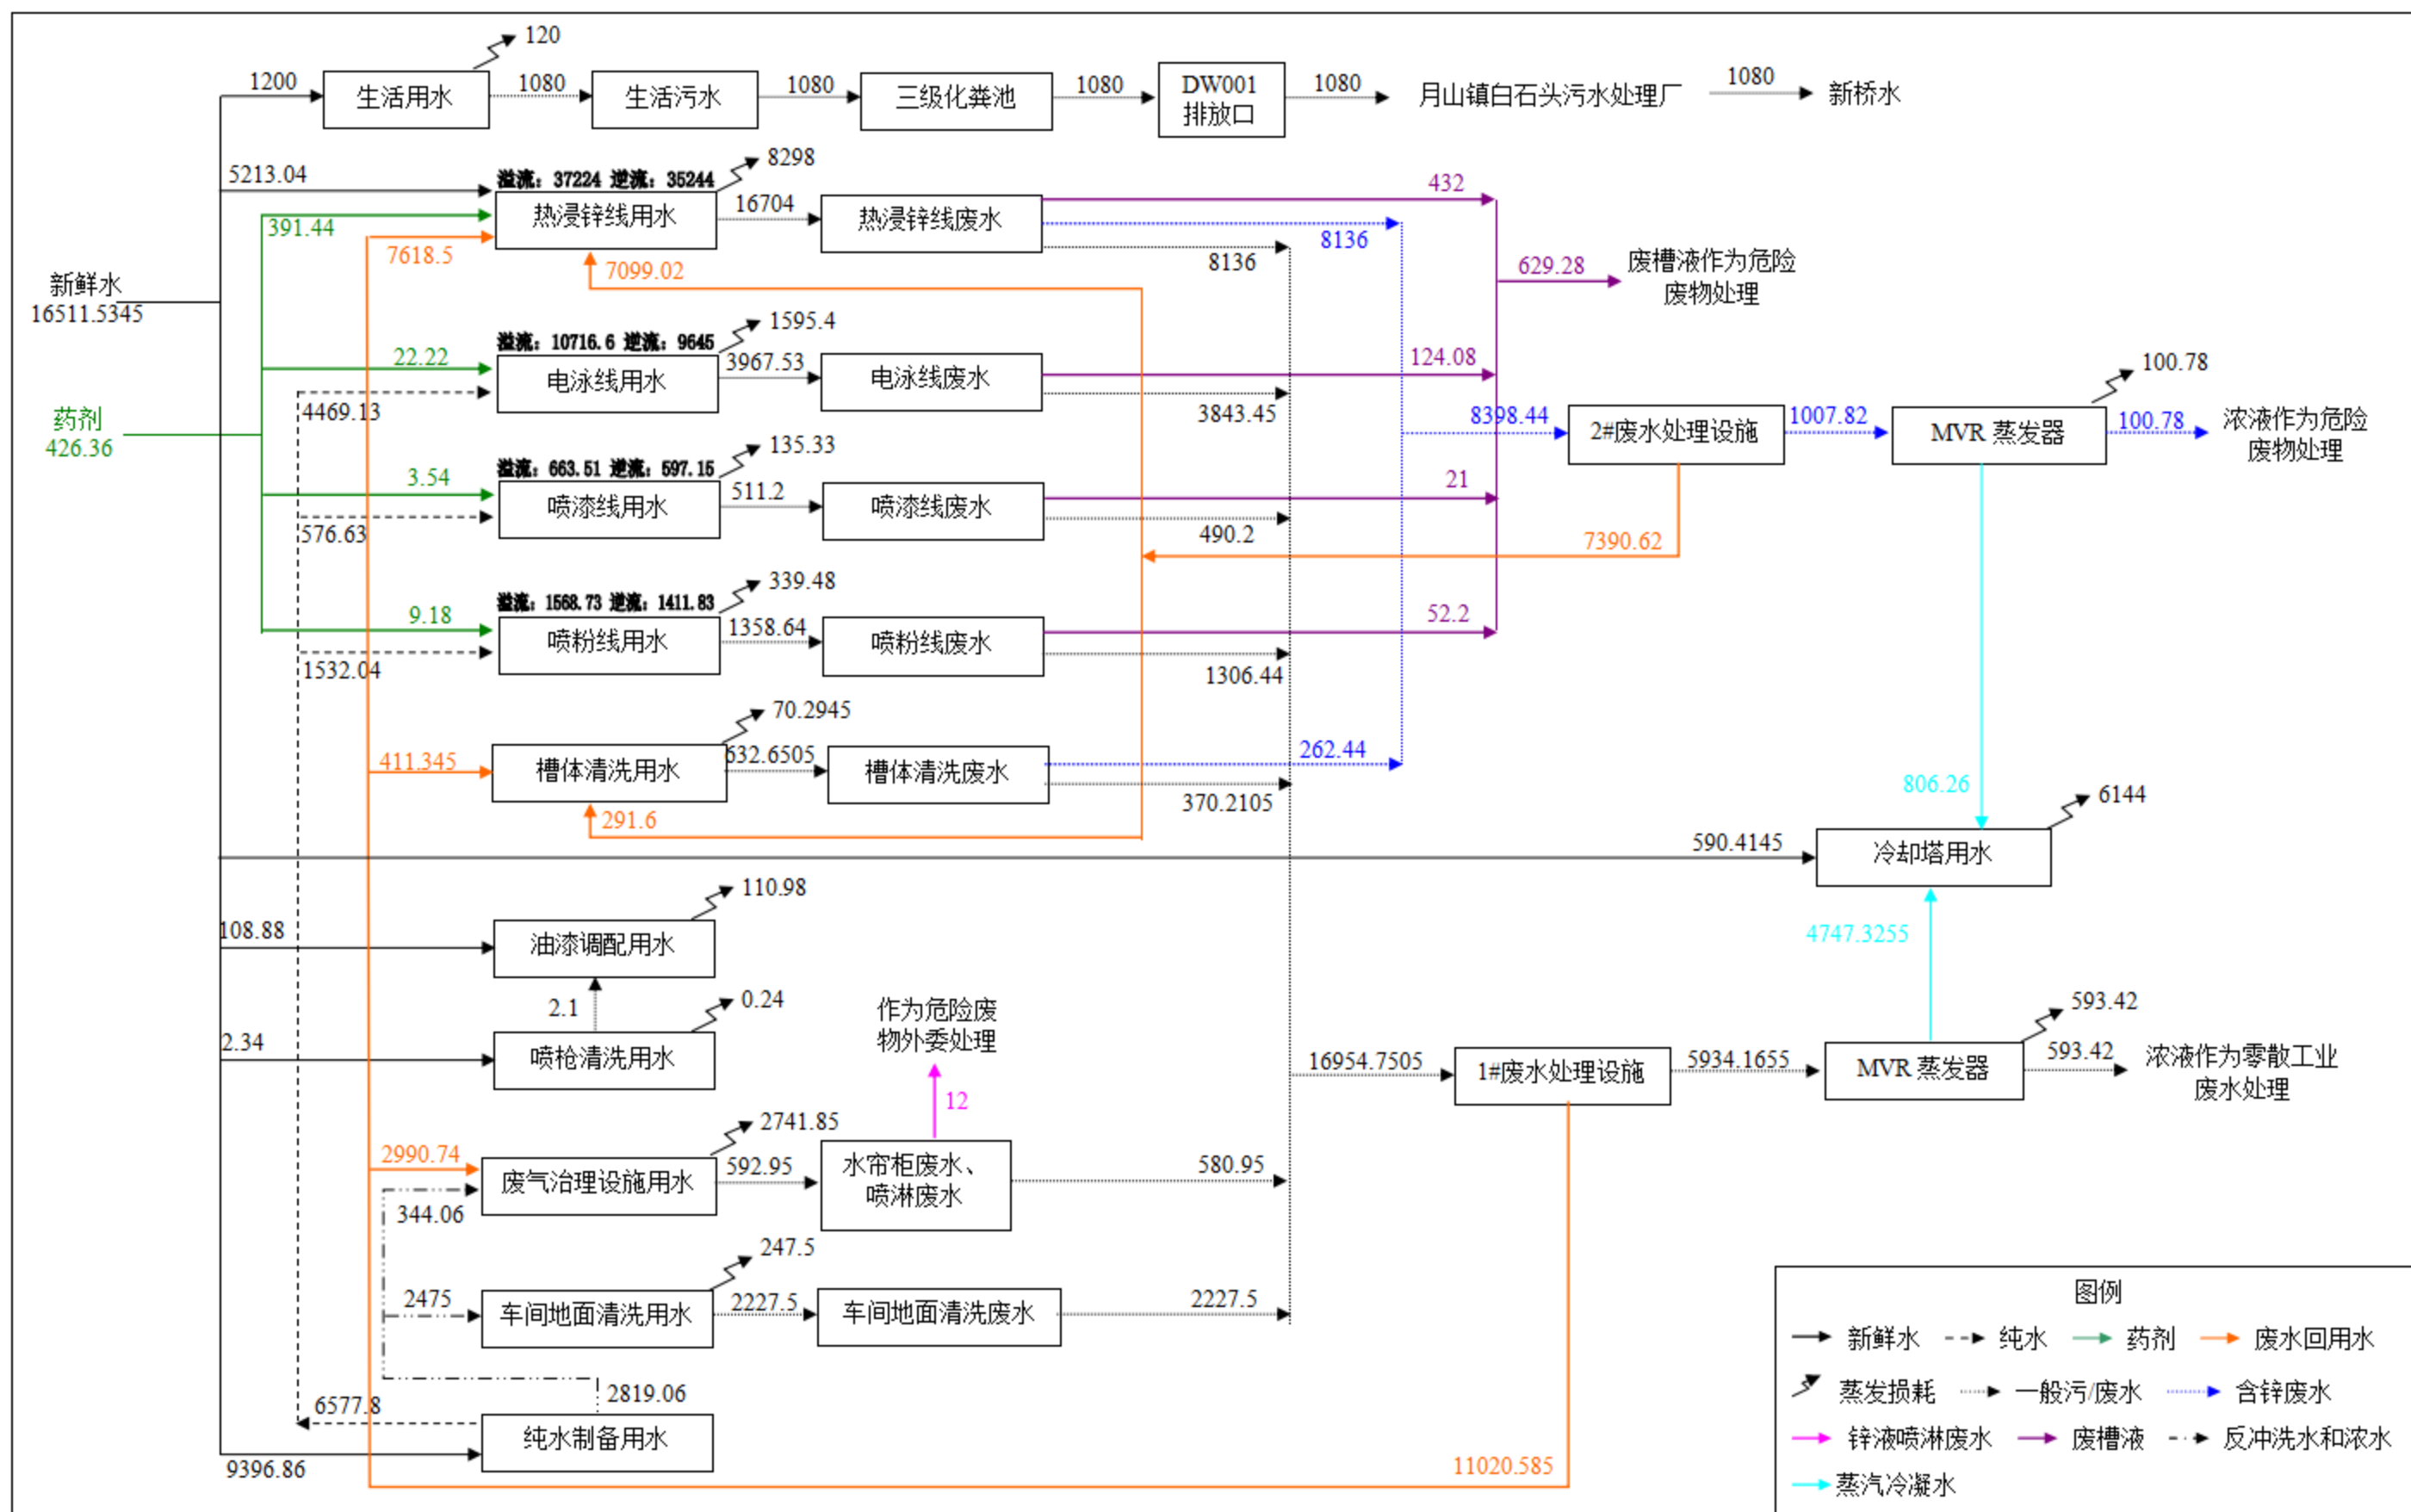 120
1200
生活用水
1080
生活污水
1080
三级化粪池
1080
DW001
排放口
1080
月山镇白石头污水处理厂
1080
新桥水
5213.04
溢流：37224 逆流：35244
8298
391.44
热浸锌线用水
16704
热浸锌线废水
432
7618.5
7099.02
8136
8136
新鲜水
16511.5345
629.28
废槽液作为危险
废物处理
溢流：10716.6 逆流：9645
1595.4
22.22
电泳线用水
3967.53
电泳线废水
124.08
4469.13
3843.45
药剂
426.36
8398.44
2#废水处理设施
1007.82
MVR 蒸发器
100.78
100.78
浓液作为危险
废物处理
溢流：663.51 逆流：597.15
135.33
3.54
喷漆线用水
511.2
喷漆线废水
21
576.63
490.2
7390.62
溢流：1568.73 逆流：1411.83
339.48
9.18
喷粉线用水
1358.64
喷粉线废水
52.2
1532.04
1306.44
70.2945
411.345
槽体清洗用水
632.6505
槽体清洗废水
262.44
370.2105
291.6
806.26
6144
590.4145
冷却塔用水
4747.3255
108.88
油漆调配用水
110.98
2.1
2.34
喷枪清洗用水
0.24
作为危险废
物外委处理
12
16954.7505
1#废水处理设施
5934.1655
MVR 蒸发器
593.42
593.42
浓液作为零散工业
废水处理
2990.74
废气治理设施用水
2741.85
592.95
水帘柜废水、
喷淋废水
580.95
344.06
2475
车间地面清洗用水
247.5
2227.5
车间地面清洗废水
2227.5
2819.06
6577.8
纯水制备用水
9396.86
11020.585
图例
新鲜水 纯水 药剂 废水回用水
蒸发损耗 一般污/废水 含锌废水
锌液喷淋废水 废槽液 反冲洗水和浓水
蒸汽冷凝水